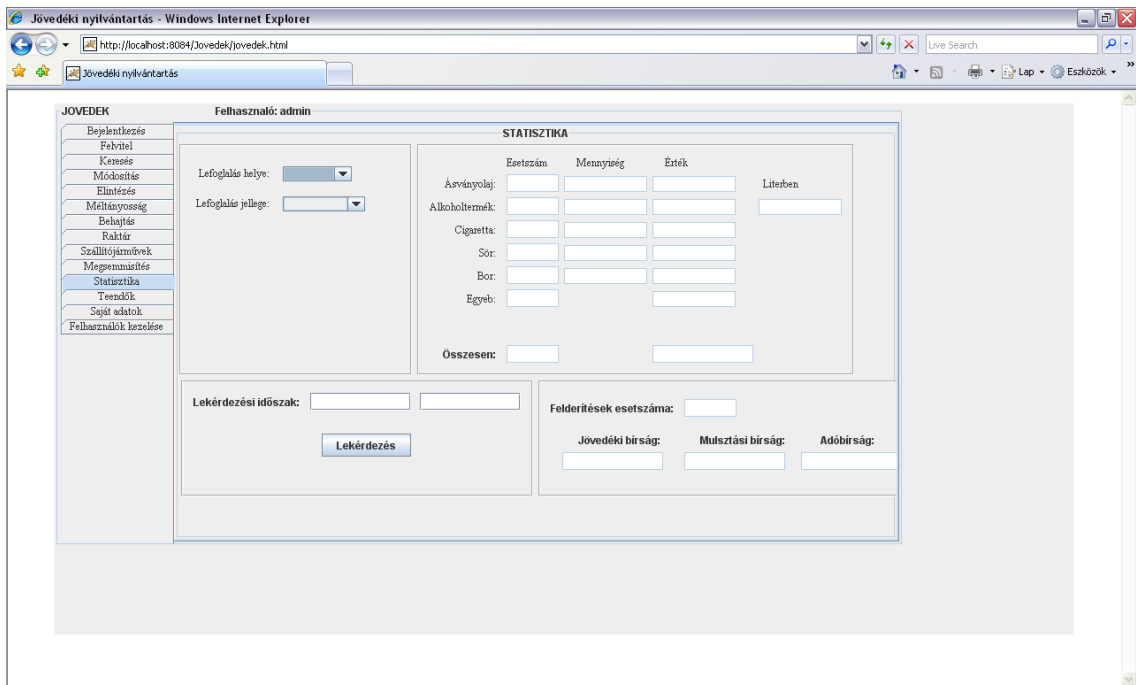 Jövedéki nyilvántartás - Windows Internet Explorer
http://localhost:8084/Jovedek/jovedek.html
Live Search
Jövedéki nyilvántartás
Lap
Eszközök
JOVEDEK
Felhasznaló: admin
Bejelentkezés
Felvitel
Keresés
Módosítás
Elintézés
Méltányosság
Behajtás
Raktár
Szállítójárművek
Megsemmisítés
Statisztika
Teendők
Saját adatok
Felhasználók kezelése
STATISZTIKA
Lefoglalás helye:
Lefoglalás jellege:
Esetszám Mennyiség Érték
Ásványolaj:
Literben
Alkoholtermék:
Cigaretta:
Sör:
Bor:
Egyeb:
Összesen:
Lekérdezési időszak:
Lekérdezés
Felderítések esetszáma:
Jövedéki bírság: Mulsztási bírság: Adóbírság: